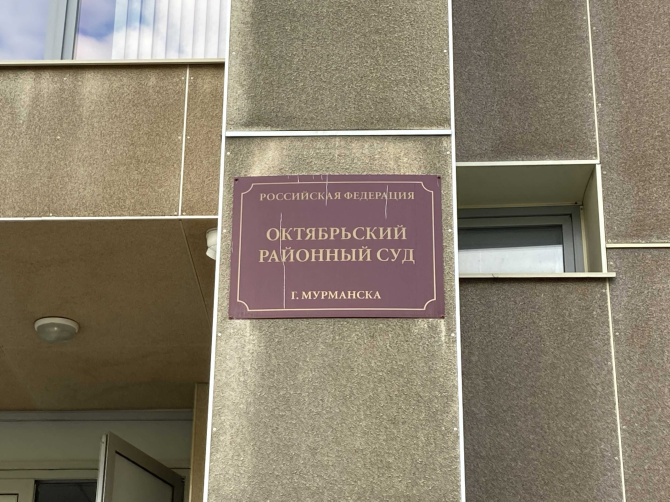 РОССИЙСКАЯ ФЕДЕРАЦИЯ
ОКТЯБРЬСКИЙ
РАЙОННЫЙ СУД
Г. МУРМАНСКА